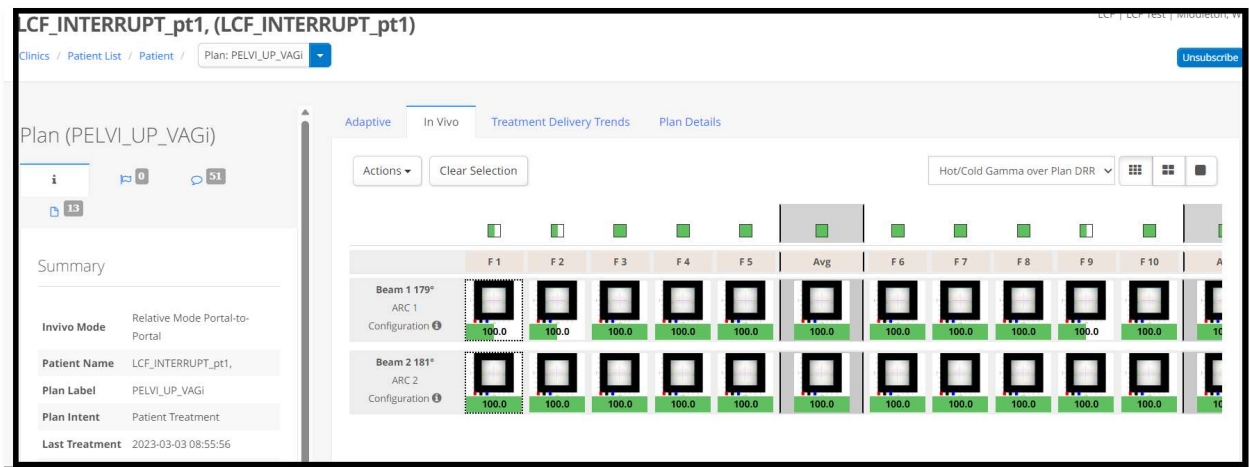 LCF_INTERRUPT_pt1, (LCF_INTERRUPT_pt1)
LCF | LCF Test | Middleton, W
Clinics / Patient List / Patient / Plan: PELVI_UP_VAGi
Unsubscribe
Plan (PELVI_UP_VAGi)
i 0 51
13
Summary
Invivo Mode Relative Mode Portal-to-
Portal
Patient Name LCF_INTERRUPT_pt1,
Plan Label PELVI_UP_VAGi
Plan Intent Patient Treatment
Last Treatment 2023-03-03 08:55:56
Adaptive In Vivo Treatment Delivery Trends Plan Details
Actions Clear Selection Hot/Cold Gamma over Plan DRR
F 1 F 2 F 3 F 4 F 5 Avg F 6 F 7 F 8 F 9 F 10 A
Beam 1 179°
ARC 1
Configuration
100.0 100.0 100.0 100.0 100.0 100.0 100.0 100.0 100.0 100.0 100.0 10
Beam 2 181°
ARC 2
Configuration
100.0 100.0 100.0 100.0 100.0 100.0 100.0 100.0 100.0 100.0 100.0 10